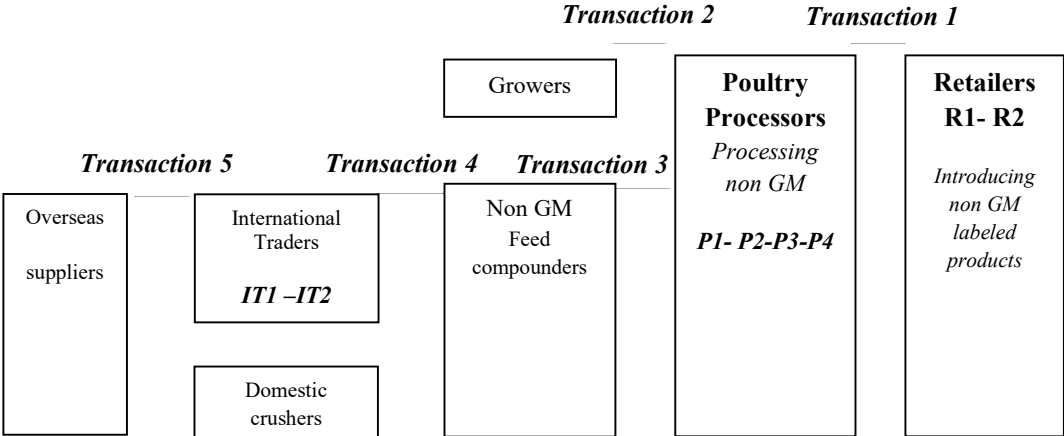 Transaction 2
Transaction 1
Growers
Poultry
Processors
Processing
non GM
P1- P2-P3-P4
Retailers
R1- R2
Introducing
non GM
labeled
products
Transaction 5
Transaction 4
Transaction 3
Overseas
suppliers
International
Traders
IT1 –IT2
Non GM
Feed
compounders
Domestic
crushers